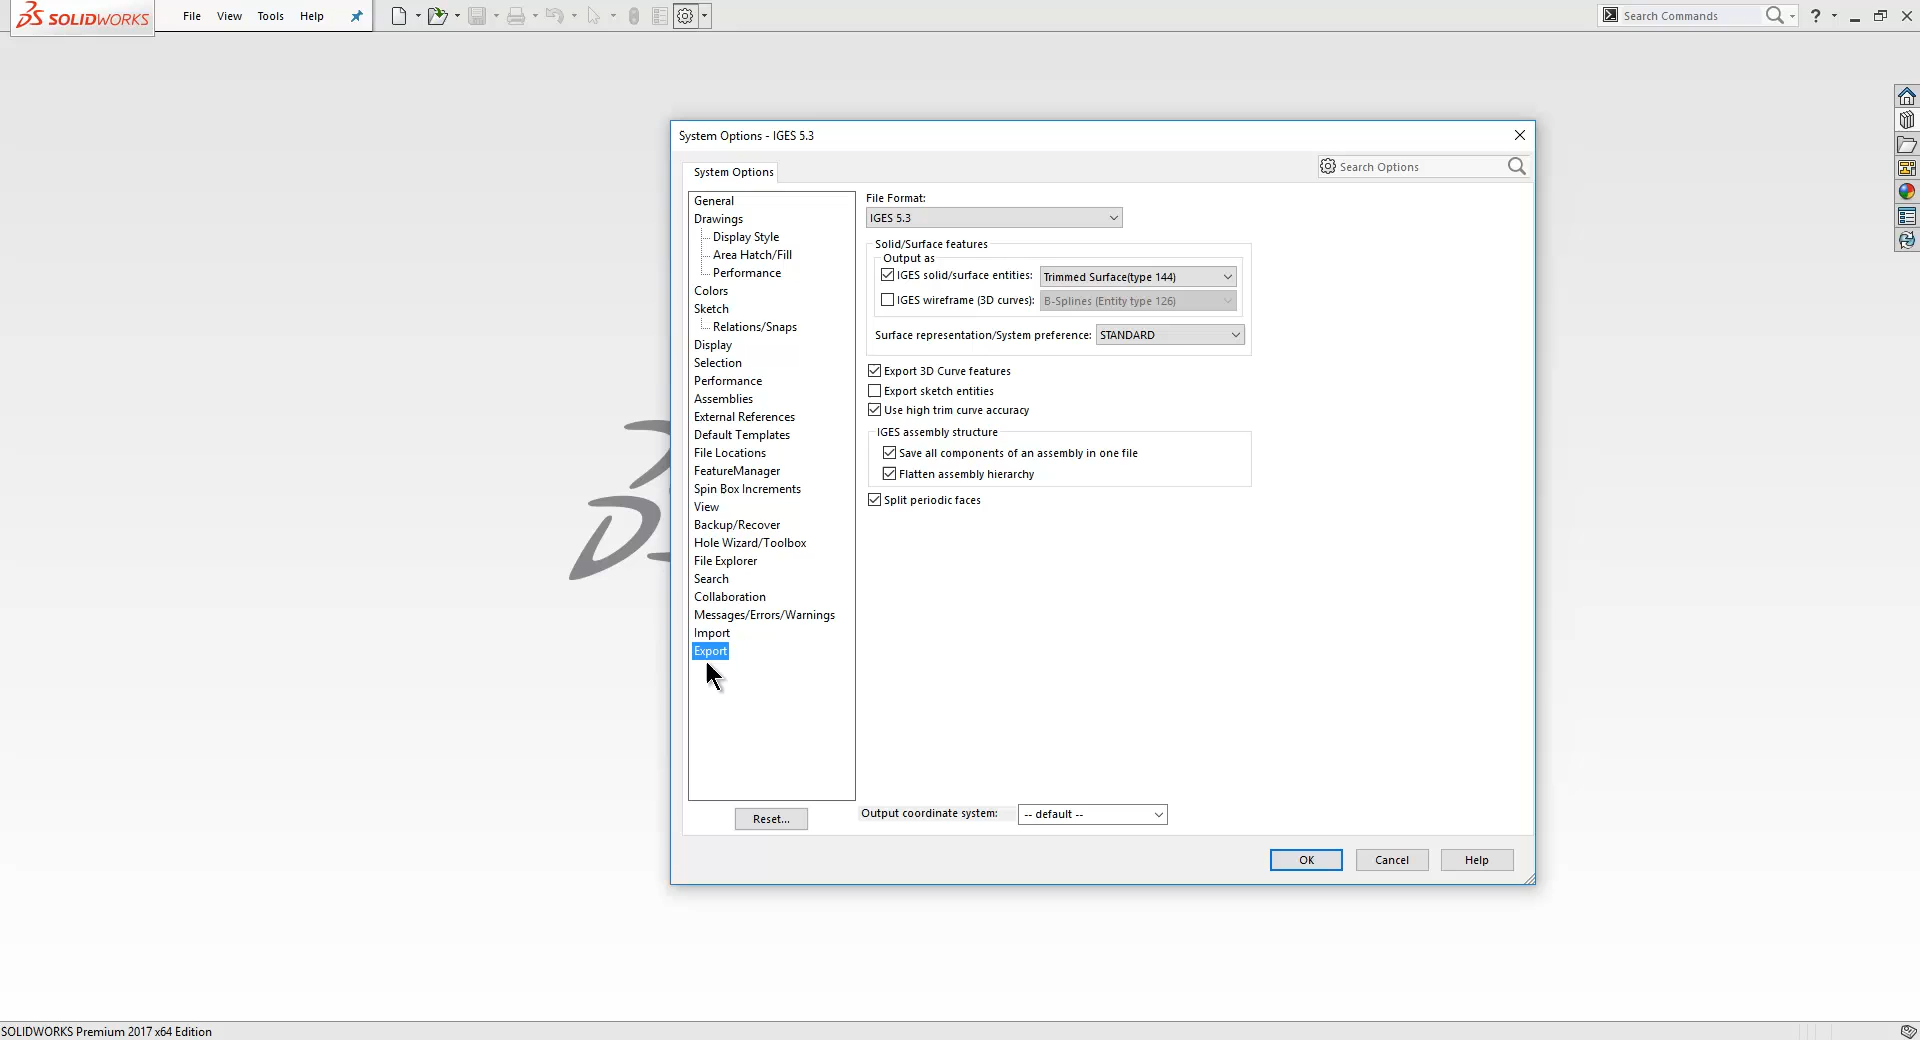 SOLIDWORKS File View Tools Help Search Commands ?
System Options - IGES 5.3
System Options
Search Options
General
Drawings
Display Style
Area Hatch/Fill
Performance
Colors
Sketch
Relations/Snaps
Display
Selection
Performance
Assemblies
External References
Default Templates
File Locations
FeatureManager
Spin Box Increments
View
Backup/Recover
Hole Wizard/Toolbox
File Explorer
Search
Collaboration
Messages/Errors/Warnings
Import
Export
Reset...
File Format:
IGES 5.3
Solid/Surface features
Output as
IGES solid/surface entities: Trimmed Surface(type 144)
IGES wireframe (3D curves): B-Splines (Entity type 126)
Surface representation/System preference: STANDARD
Export 3D Curve features
Export sketch entities
Use high trim curve accuracy
IGES assembly structure
Save all components of an assembly in one file
Flatten assembly hierarchy
Split periodic faces
Output coordinate system: -- default --
OK Cancel Help
SOLIDWORKS Premium 2017 x64 Edition